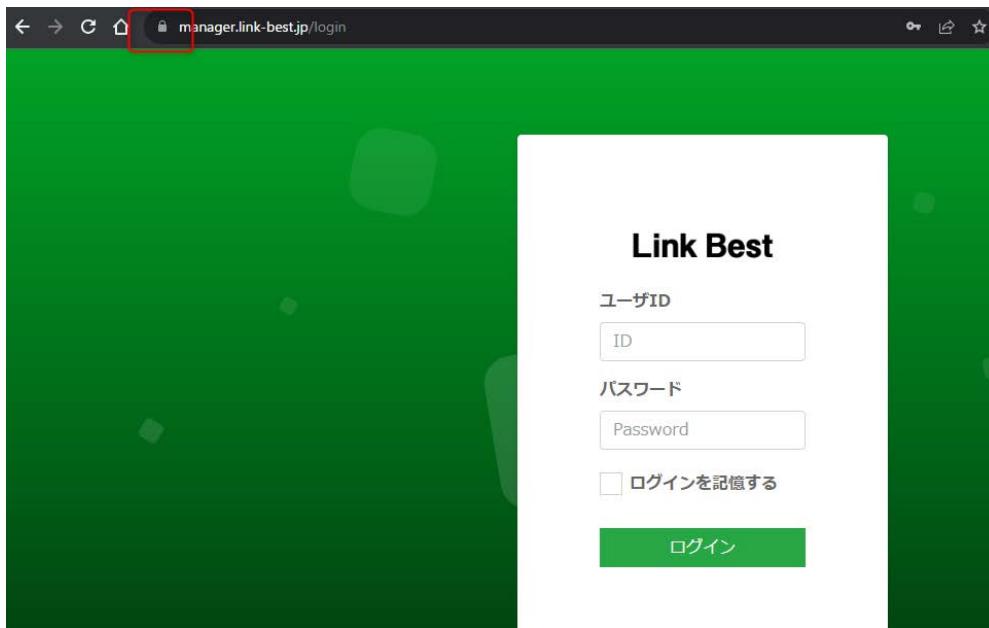 manager.link-best.jp/login
Link Best
ユーザID
ID
パスワード
Password
ログインを記憶する
ログイン